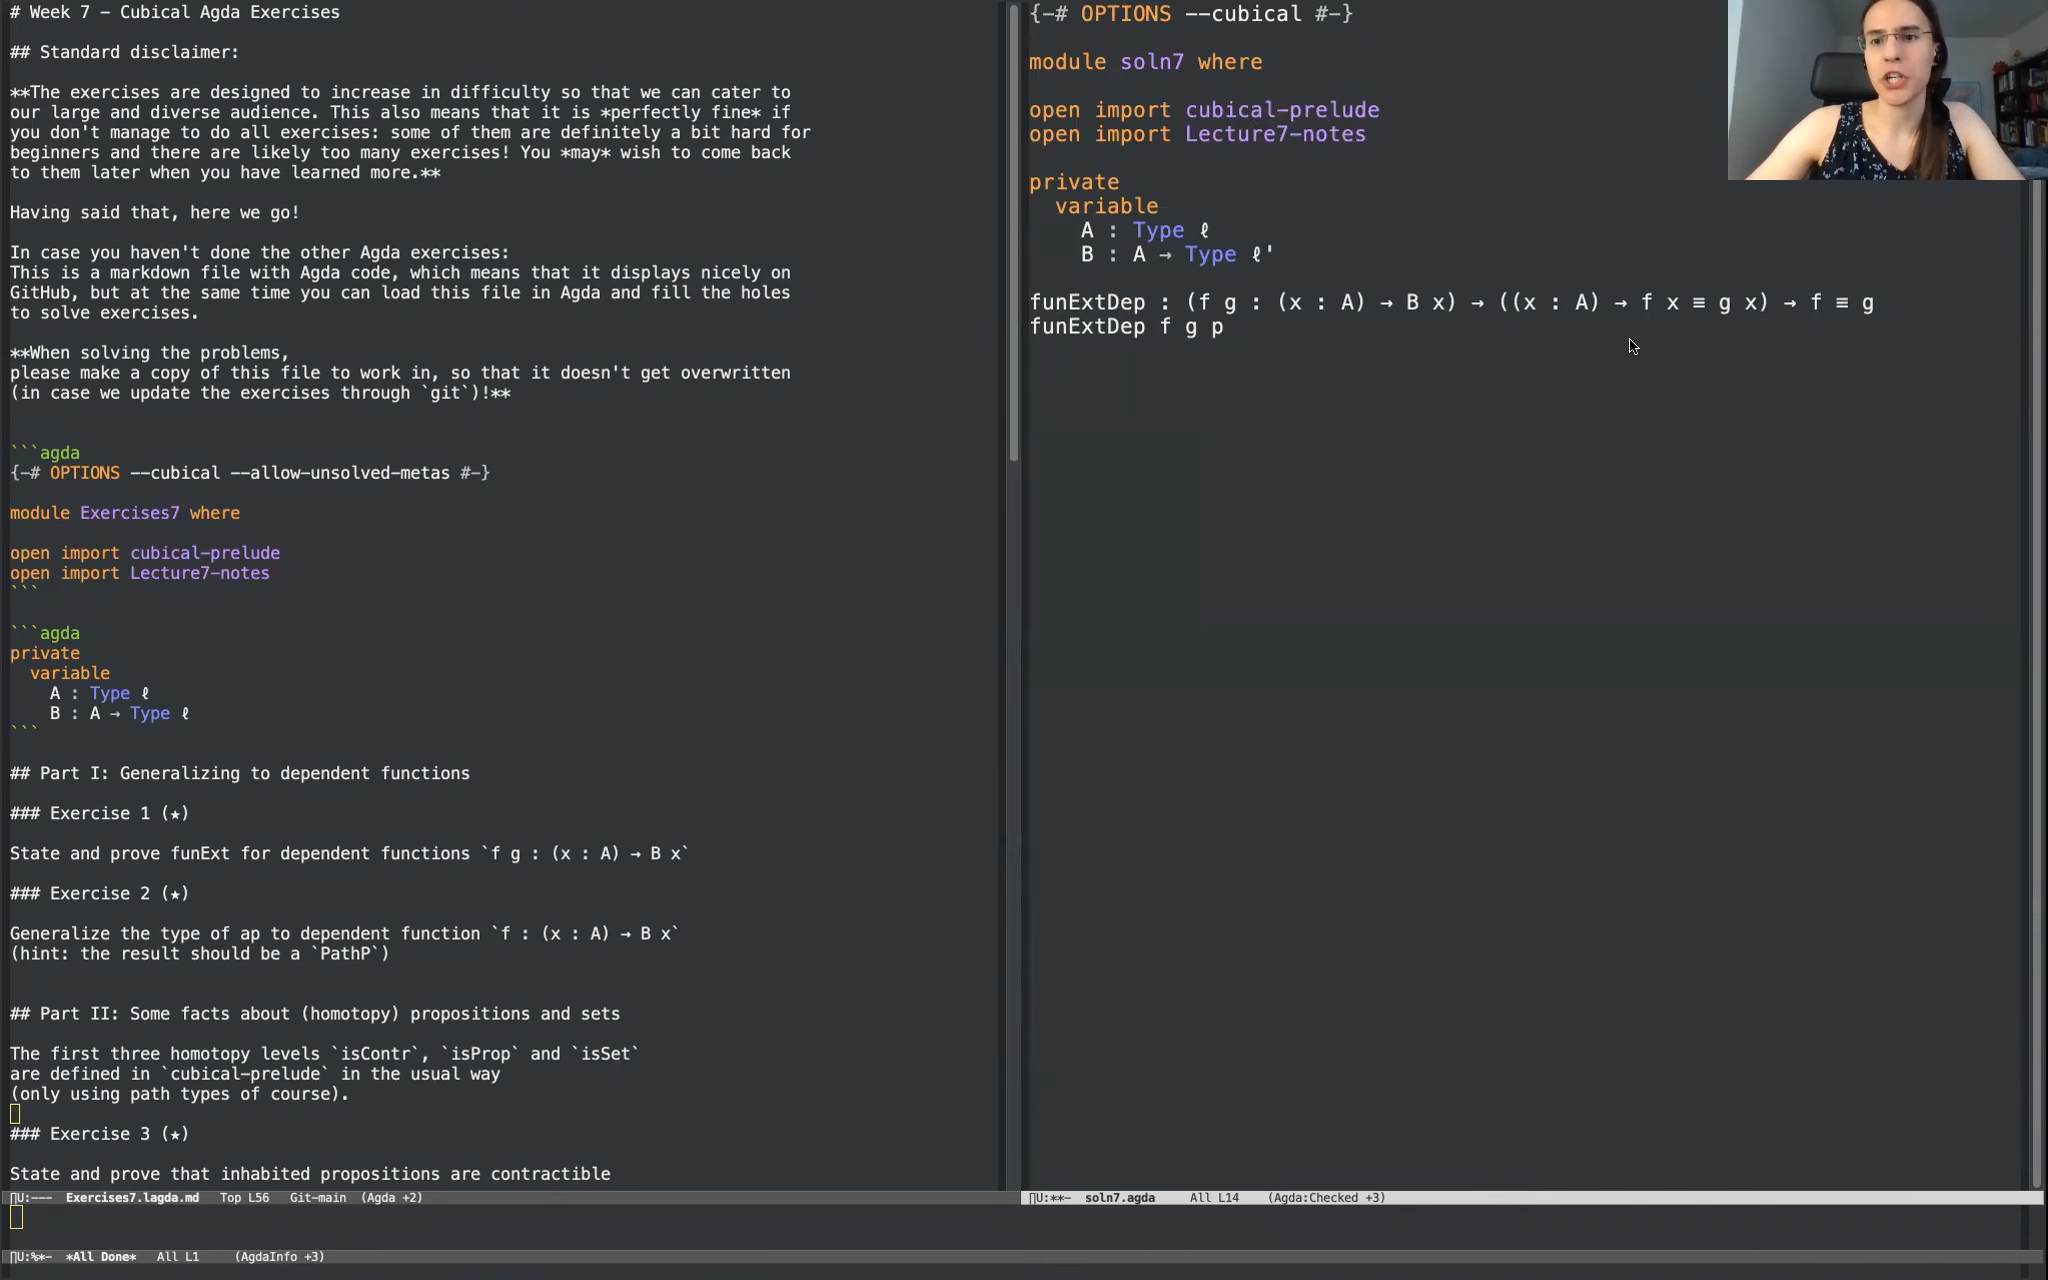 # Week 7 - Cubical Agda Exercises
## Standard disclaimer:
**The exercises are designed to increase in difficulty so that we can cater to
our large and diverse audience. This also means that it is *perfectly fine* if
you don't manage to do all exercises: some of them are definitely a bit hard for
beginners and there are likely too many exercises! You *may* wish to come back
to them later when you have learned more.**
Having said that, here we go!
In case you haven't done the other Agda exercises:
This is a markdown file with Agda code, which means that it displays nicely on
GitHub, but at the same time you can load this file in Agda and fill the holes
to solve exercises.
**When solving the problems,
please make a copy of this file to work in, so that it doesn't get overwritten
(in case we update the exercises through `git`)!**
```agda
{-# OPTIONS --cubical --allow-unsolved-metas #-}
module Exercises7 where
open import cubical-prelude
open import Lecture7-notes
```
```agda
private
variable
A : Type ℓ
B : A → Type ℓ
```
## Part I: Generalizing to dependent functions
### Exercise 1 (★)
State and prove funExt for dependent functions `f g : (x : A) → B x`
### Exercise 2 (★)
Generalize the type of ap to dependent function `f : (x : A) → B x`
(hint: the result should be a `PathP`)
## Part II: Some facts about (homotopy) propositions and sets
The first three homotopy levels `isContr`, `isProp` and `isSet`
are defined in `cubical-prelude` in the usual way
(only using path types of course).
### Exercise 3 (★)
State and prove that inhabited propositions are contractible
U:--- Exercises7.lagda.md Top L56 Git-main (Agda +2)
U:%*- *All Done* All L1 (AgdaInfo +3)
{-# OPTIONS --cubical #-}
module soln7 where
open import cubical-prelude
open import Lecture7-notes
private
variable
A : Type ℓ
B : A → Type ℓ'
funExtDep : (f g : (x : A) → B x) → ((x : A) → f x ≡ g x) → f ≡ g
funExtDep f g p
U:**- soln7.agda All L14 (Agda:Checked +3)